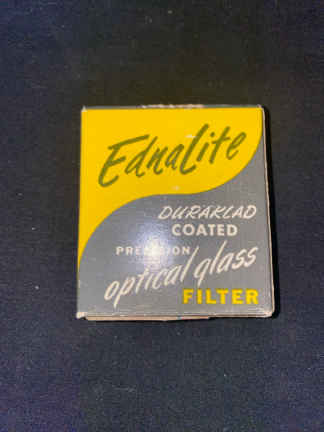 EdnaLite
DURAKLAD
COATED
PRECISION
optical glass
FILTER